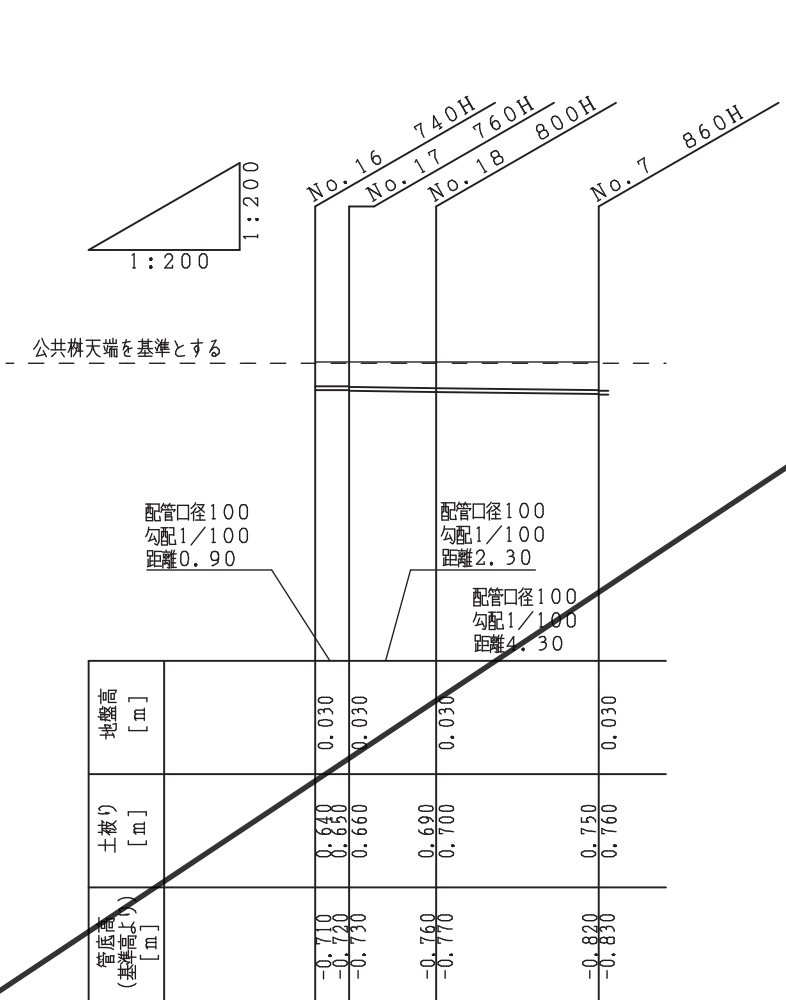 No.16 740H
No.17 760H
No.18 800H
No.7 860H
1:200
1:200
公共桝天端を基準とする
配管口径100
勾配1/100
距離0.90
配管口径100
勾配1/100
距離2.30
配管口径100
勾配1/100
距離4.30
地盤高
[m]
0.030
0.030
0.030
0.030
土被り
[m]
0.640
0.650
0.660
0.690
0.700
0.750
0.760
管底高
(基準高より)
[m]
-0.710
-0.720
-0.730
-0.760
-0.770
-0.820
-0.830